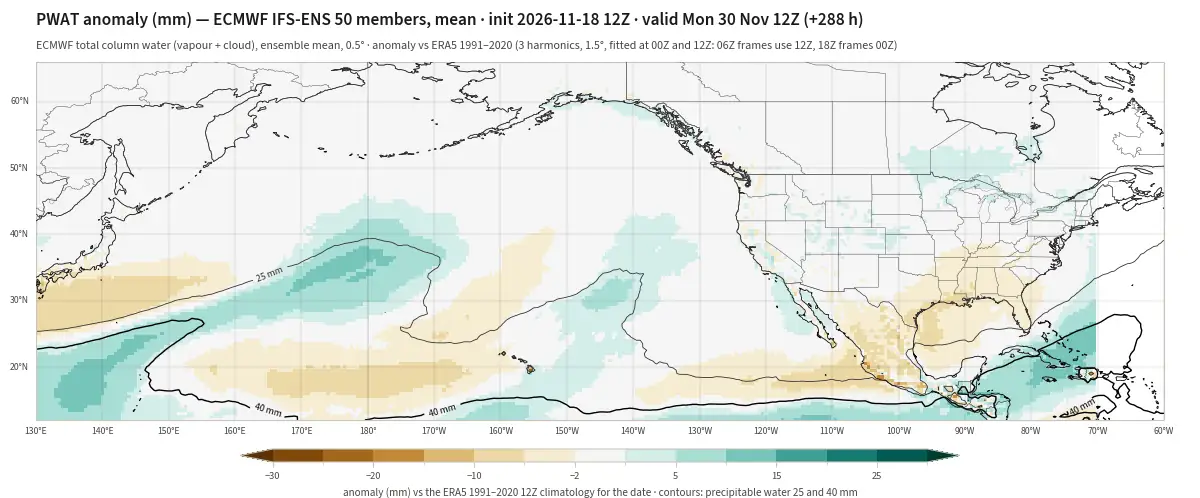 PWAT anomaly (mm) — ECMWF IFS-ENS 50 members, mean · init 2026-11-18 12Z · valid Mon 30 Nov 12Z (+288 h)
ECMWF total column water (vapour + cloud), ensemble mean, 0.5° · anomaly vs ERA5 1991–2020 (3 harmonics, 1.5°, fitted at 00Z and 12Z: 06Z frames use 12Z, 18Z frames 00Z)
60°N
50°N
40°N
30°N
20°N
25 mm
40 mm
40 mm
40 mm
130°E 140°E 150°E 160°E 170°E 180° 170°W 160°W 150°W 140°W 130°W 120°W 110°W 100°W 90°W 80°W 70°W 60°W
−30 −20 −10 −2 5 15 25
anomaly (mm) vs the ERA5 1991–2020 12Z climatology for the date · contours: precipitable water 25 and 40 mm